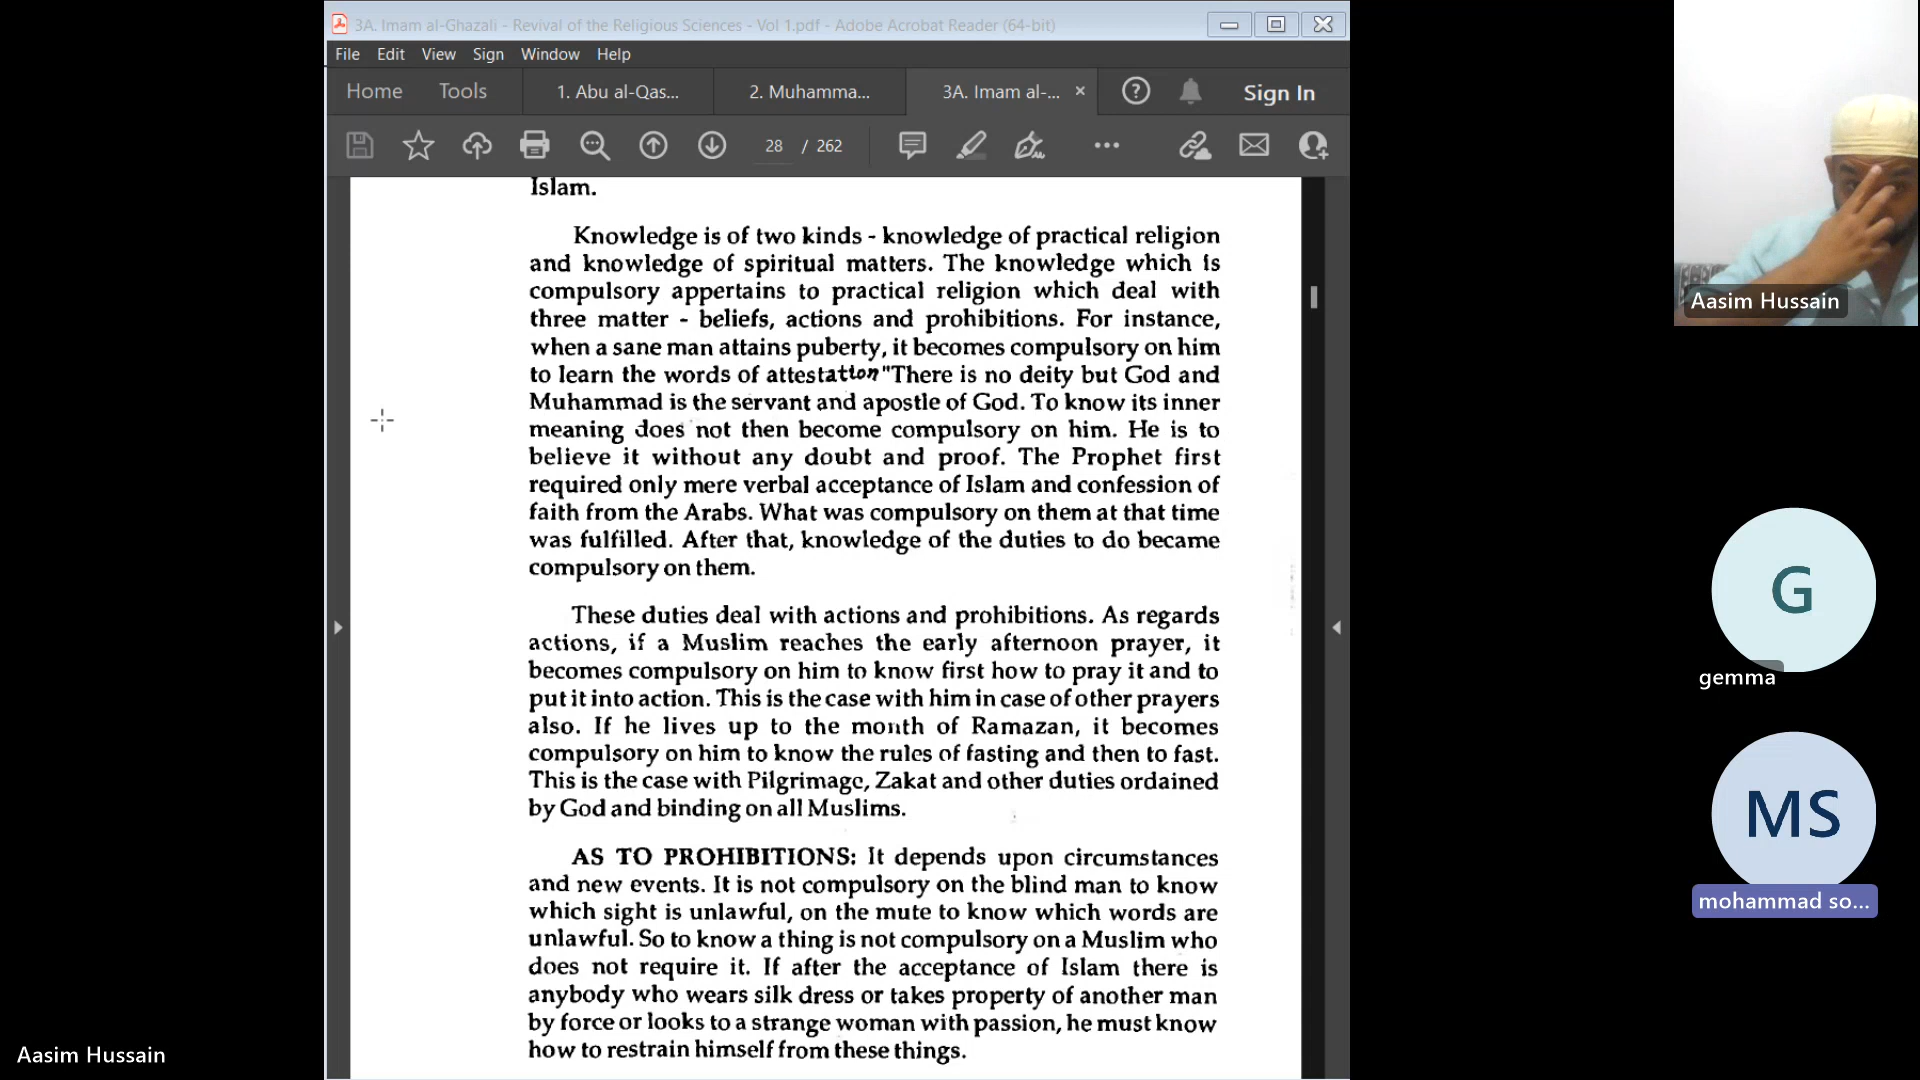 3A. Imam al-Ghazali - Revival of the Religious Sciences - Vol 1.pdf - Adobe Acrobat Reader (64-bit)
File Edit View Sign Window Help
Home Tools 1. Abu al-Qas... 2. Muhamma... 3A. Imam al-... × ? Sign In
28 / 262
Islam.
Knowledge is of two kinds - knowledge of practical religion
and knowledge of spiritual matters. The knowledge which is
compulsory appertains to practical religion which deal with
three matter - beliefs, actions and prohibitions. For instance,
when a sane man attains puberty, it becomes compulsory on him
to learn the words of attestation "There is no deity but God and
Muhammad is the servant and apostle of God. To know its inner
meaning does not then become compulsory on him. He is to
believe it without any doubt and proof. The Prophet first
required only mere verbal acceptance of Islam and confession of
faith from the Arabs. What was compulsory on them at that time
was fulfilled. After that, knowledge of the duties to do became
compulsory on them.
These duties deal with actions and prohibitions. As regards
actions, if a Muslim reaches the early afternoon prayer, it
becomes compulsory on him to know first how to pray it and to
put it into action. This is the case with him in case of other prayers
also. If he lives up to the month of Ramazan, it becomes
compulsory on him to know the rules of fasting and then to fast.
This is the case with Pilgrimage, Zakat and other duties ordained
by God and binding on all Muslims.
AS TO PROHIBITIONS: It depends upon circumstances
and new events. It is not compulsory on the blind man to know
which sight is unlawful, on the mute to know which words are
unlawful. So to know a thing is not compulsory on a Muslim who
does not require it. If after the acceptance of Islam there is
anybody who wears silk dress or takes property of another man
by force or looks to a strange woman with passion, he must know
how to restrain himself from these things.
Aasim Hussain
G
gemma
MS
mohammad so...
Aasim Hussain